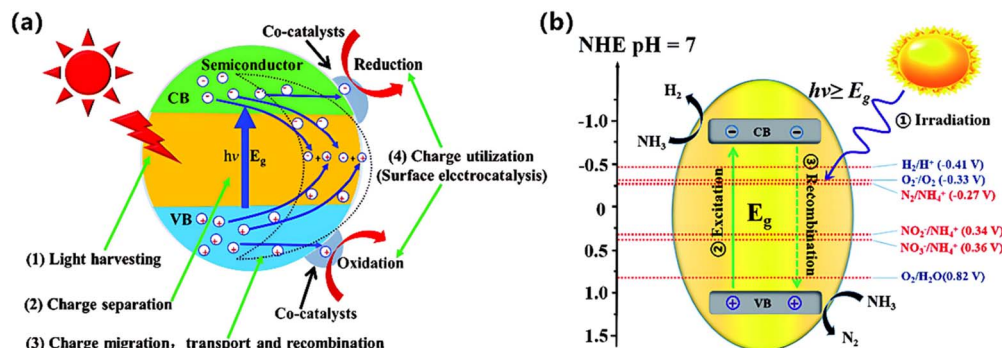 (a)
Co-catalysts
Reduction
Semiconductor
CB
hν E_g
VB
(4) Charge utilization
(Surface elcctrocatalysis)
Oxidation
Co-catalysts
(1) Light harvesting
(2) Charge separation
(3) Charge migration，transport and recombination
(b)
NHE pH = 7
hν≥ E_g
① Irradiation
H₂
NH₃
CB
-1.0
-0.5
0
0.5
1.0
1.5
② Excitation
E_g
③ Recombination
H₂/H⁺ (-0.41 V)
O₂⁻/O₂ (-0.33 V)
N₂/NH₄⁺ (-0.27 V)
NO₂⁻/NH₄⁺ (0.34 V)
NO₃⁻/NH₄⁺ (0.36 V)
O₂/H₂O(0.82 V)
VB
NH₃
N₂